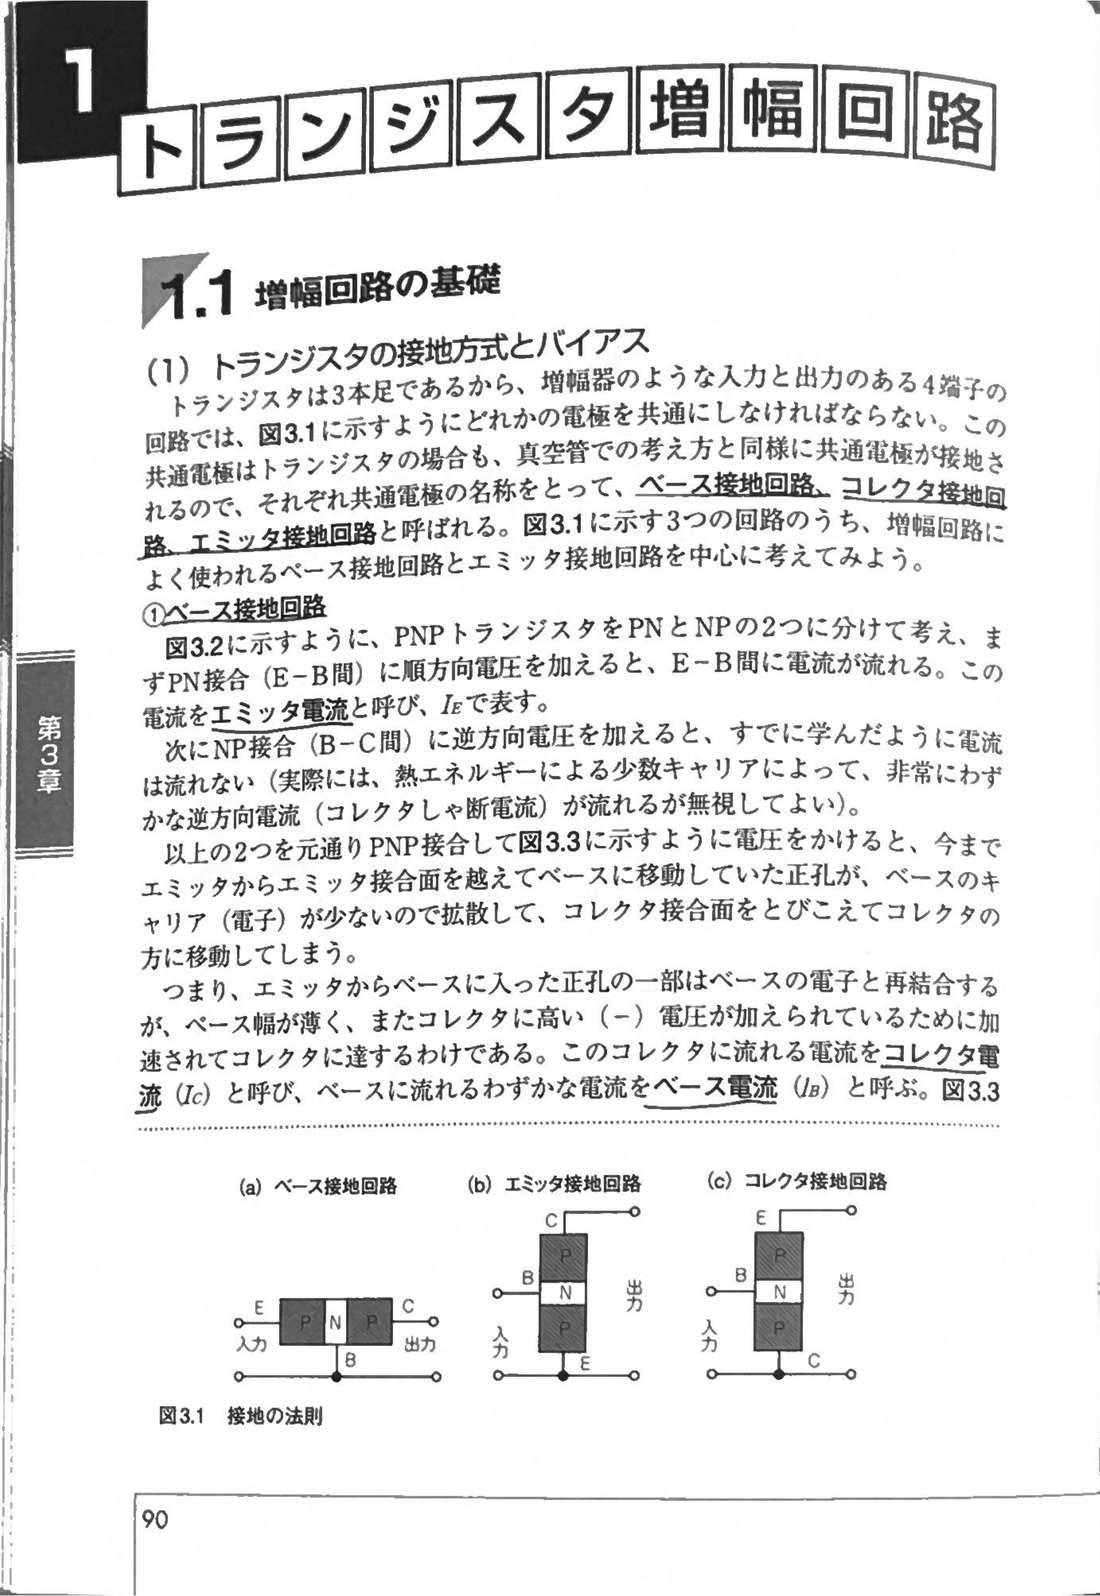 1
トランジスタ増幅回路
1.1 増幅回路の基礎
(1) トランジスタの接地方式とバイアス
トランジスタは3本足であるから、増幅器のような入力と出力のある4端子の
回路では、図3.1に示すようにどれかの電極を共通にしなければならない。この
共通電極はトランジスタの場合も、真空管での考え方と同様に共通電極が接地さ
れるので、それぞれ共通電極の名称をとって、ベース接地回路、コレクタ接地回
路、エミッタ接地回路と呼ばれる。図3.1に示す3つの回路のうち、増幅回路に
よく使われるベース接地回路とエミッタ接地回路を中心に考えてみよう。
①ベース接地回路
図3.2に示すように、PNPトランジスタをPNとNPの2つに分けて考え、ま
ずPN接合（E－B間）に順方向電圧を加えると、E－B間に電流が流れる。この
電流をエミッタ電流と呼び、IEで表す。
次にNP接合（B－C間）に逆方向電圧を加えると、すでに学んだように電流
は流れない（実際には、熱エネルギーによる少数キャリアによって、非常にわず
かな逆方向電流（コレクタしゃ断電流）が流れるが無視してよい）。
以上の2つを元通りPNP接合して図3.3に示すように電圧をかけると、今まで
エミッタからエミッタ接合面を越えてベースに移動していた正孔が、ベースのキ
ャリア（電子）が少ないので拡散して、コレクタ接合面をとびこえてコレクタの
方に移動してしまう。
つまり、エミッタからベースに入った正孔の一部はベースの電子と再結合する
が、ベース幅が薄く、またコレクタに高い（－）電圧が加えられているために加
速されてコレクタに達するわけである。このコレクタに流れる電流をコレクタ電
流（IC）と呼び、ベースに流れるわずかな電流をベース電流（IB）と呼ぶ。図3.3
第3章
(a) ベース接地回路
E
P N P
C
入力
出力
B
(b) エミッタ接地回路
C
P
B
N
出力
入力
P
E
(c) コレクタ接地回路
E
P
B
N
出力
入力
P
C
図3.1 接地の法則
90